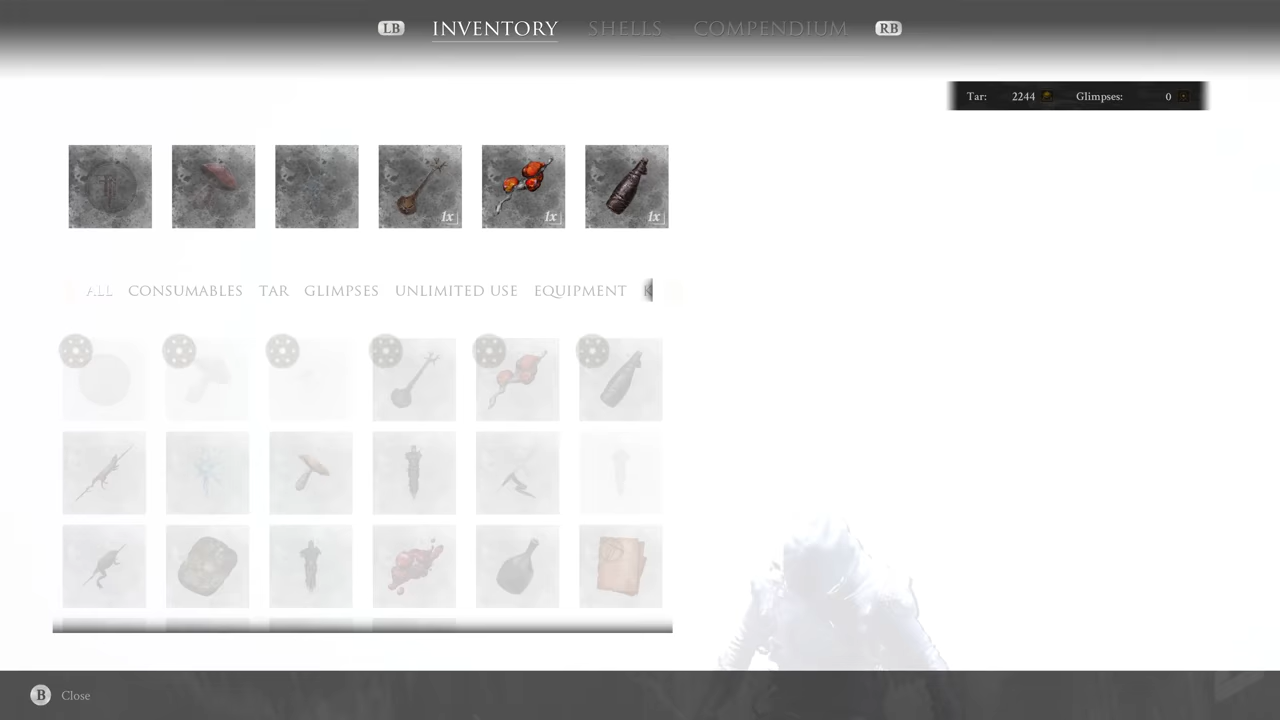 LB INVENTORY SHELLS COMPENDIUM RB
Tar: 2244 Glimpses: 0
1x 1x 1x
ALL CONSUMABLES TAR GLIMPSES UNLIMITED USE EQUIPMENT K
B Close